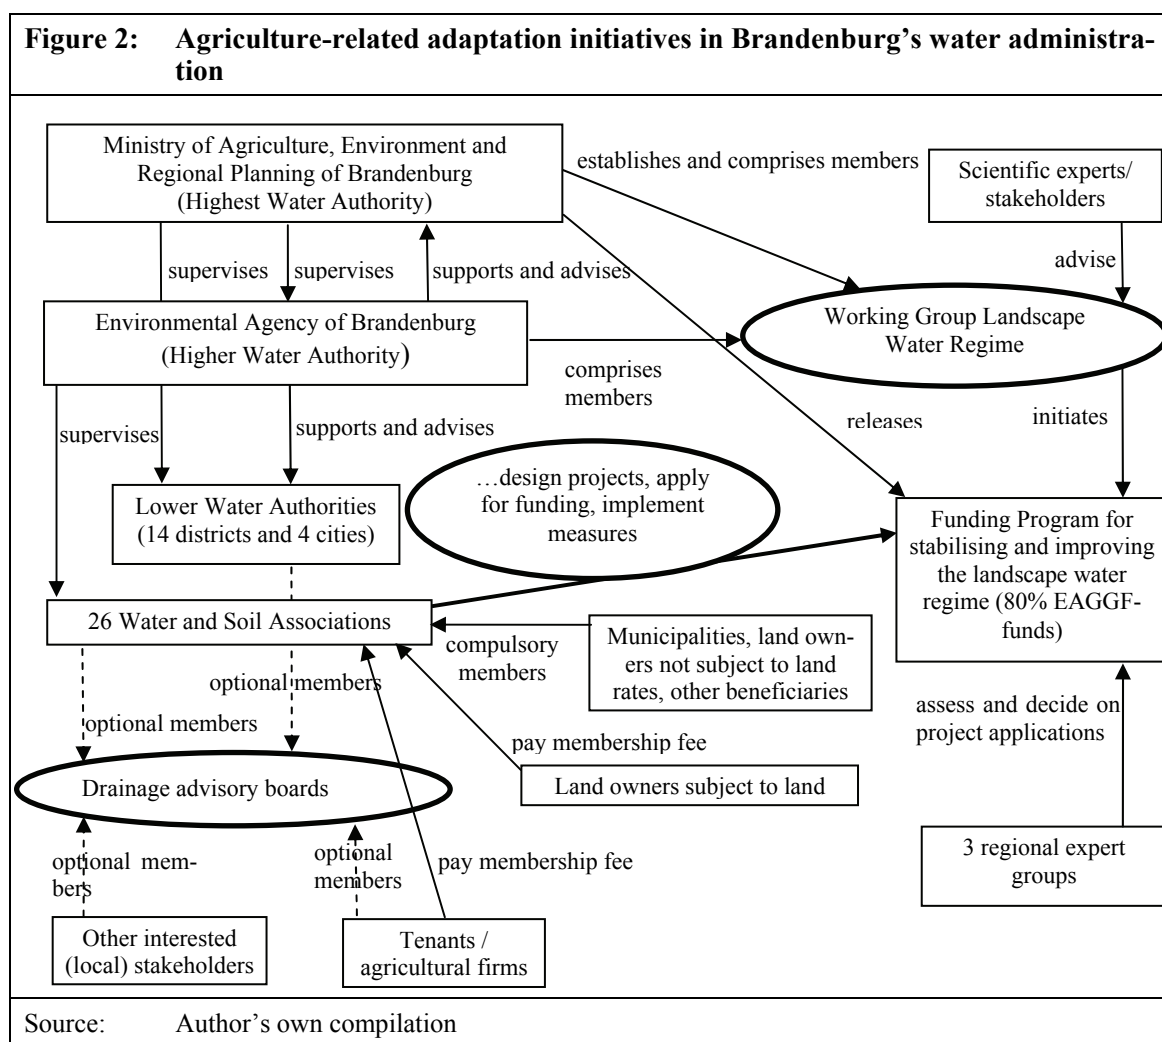 Figure 2: Agriculture-related adaptation initiatives in Brandenburg's water administra-
tion
Ministry of Agriculture, Environment and
Regional Planning of Brandenburg
(Highest Water Authority)
establishes and comprises members
Scientific experts/
stakeholders
supervises
supervises
supports and advises
advise
Environmental Agency of Brandenburg
(Higher Water Authority)
Working Group Landscape
Water Regime
comprises
members
releases
initiates
supervises
supports and advises
…design projects, apply
for funding, implement
measures
Lower Water Authorities
(14 districts and 4 cities)
Funding Program for
stabilising and improving
the landscape water
regime (80% EAGGF-
funds)
26 Water and Soil Associations
compulsory
members
Municipalities, land own-
ers not subject to land
rates, other beneficiaries
optional members
optional members
assess and decide on
project applications
pay membership fee
Land owners subject to land
Drainage advisory boards
optional mem-
bers
optional
members
pay membership fee
3 regional expert
groups
Other interested
(local) stakeholders
Tenants /
agricultural firms
Source: Author's own compilation